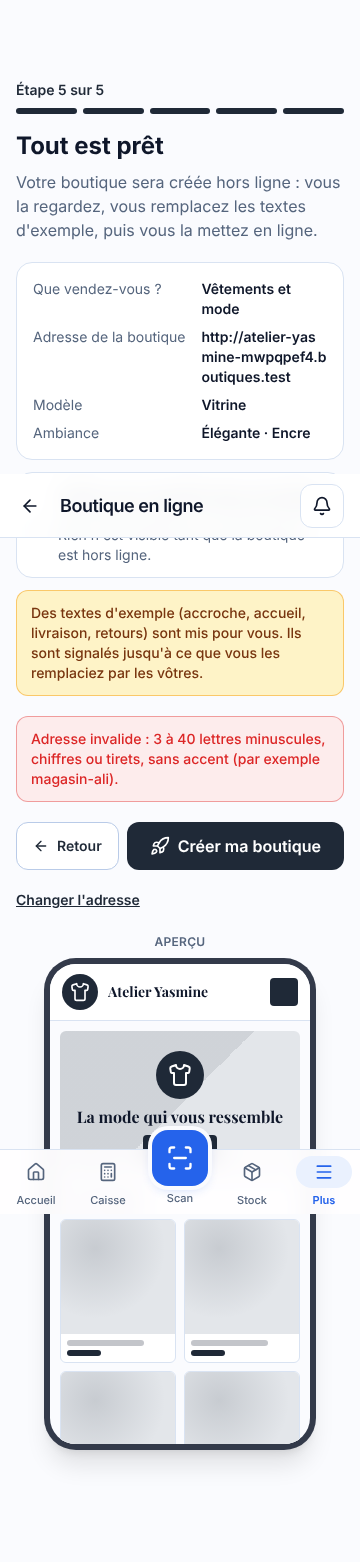 Étape 5 sur 5
Tout est prêt
Votre boutique sera créée hors ligne : vous
la regardez, vous remplacez les textes
d'exemple, puis vous la mettez en ligne.
Que vendez-vous ?
Vêtements et
mode
Adresse de la boutique
http://atelier-yas
mine-mwpqpef4.b
outiques.test
Modèle
Vitrine
Ambiance
Élégante · Encre
Boutique en ligne
est hors ligne.
Des textes d'exemple (accroche, accueil,
livraison, retours) sont mis pour vous. Ils
sont signalés jusqu'à ce que vous les
remplaciez par les vôtres.
Adresse invalide : 3 à 40 lettres minuscules,
chiffres ou tirets, sans accent (par exemple
magasin-ali).
Retour
Créer ma boutique
Changer l'adresse
APERÇU
Atelier Yasmine
La mode qui vous ressemble
Accueil
Caisse
Scan
Stock
Plus